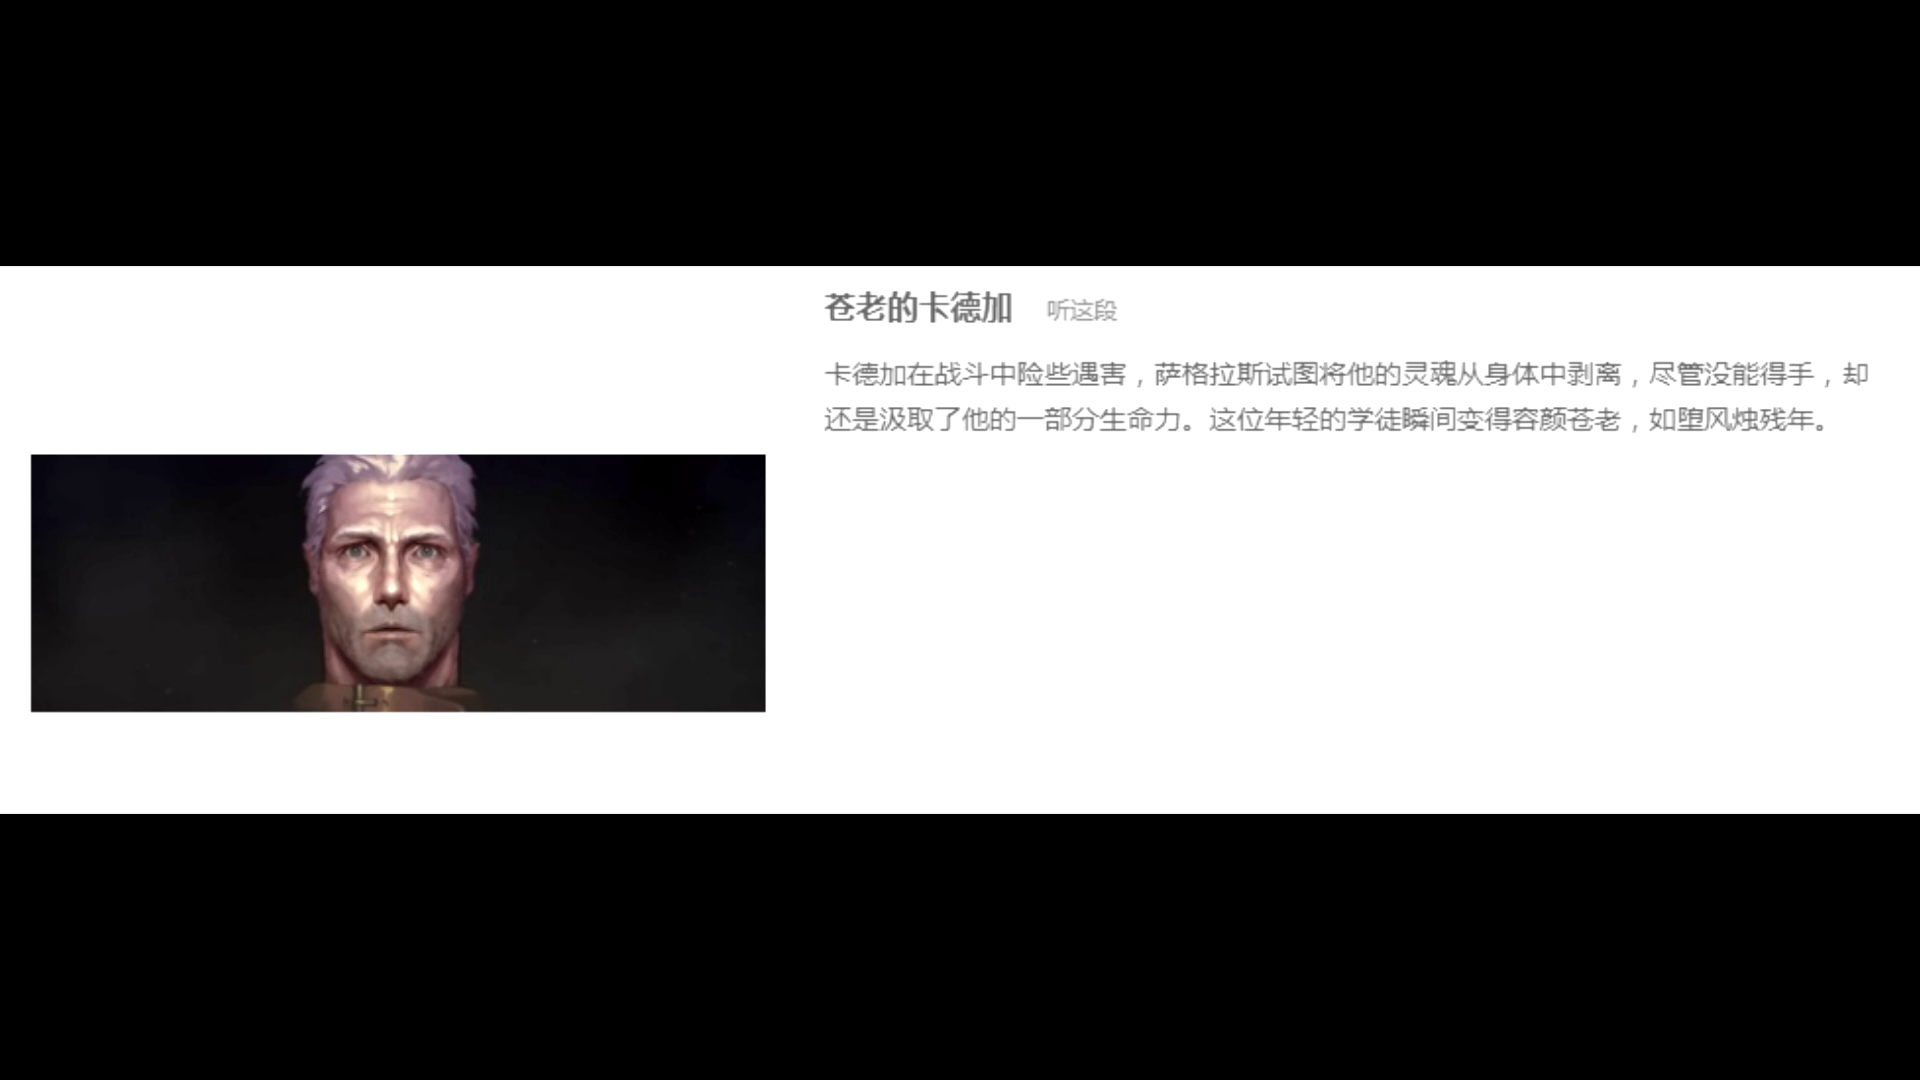 苍老的卡德加 听这段
卡德加在战斗中险些遇害，萨格拉斯试图将他的灵魂从身体中剥离，尽管没能得手，却
还是汲取了他的一部分生命力。这位年轻的学徒瞬间变得容颜苍老，如堕风烛残年。